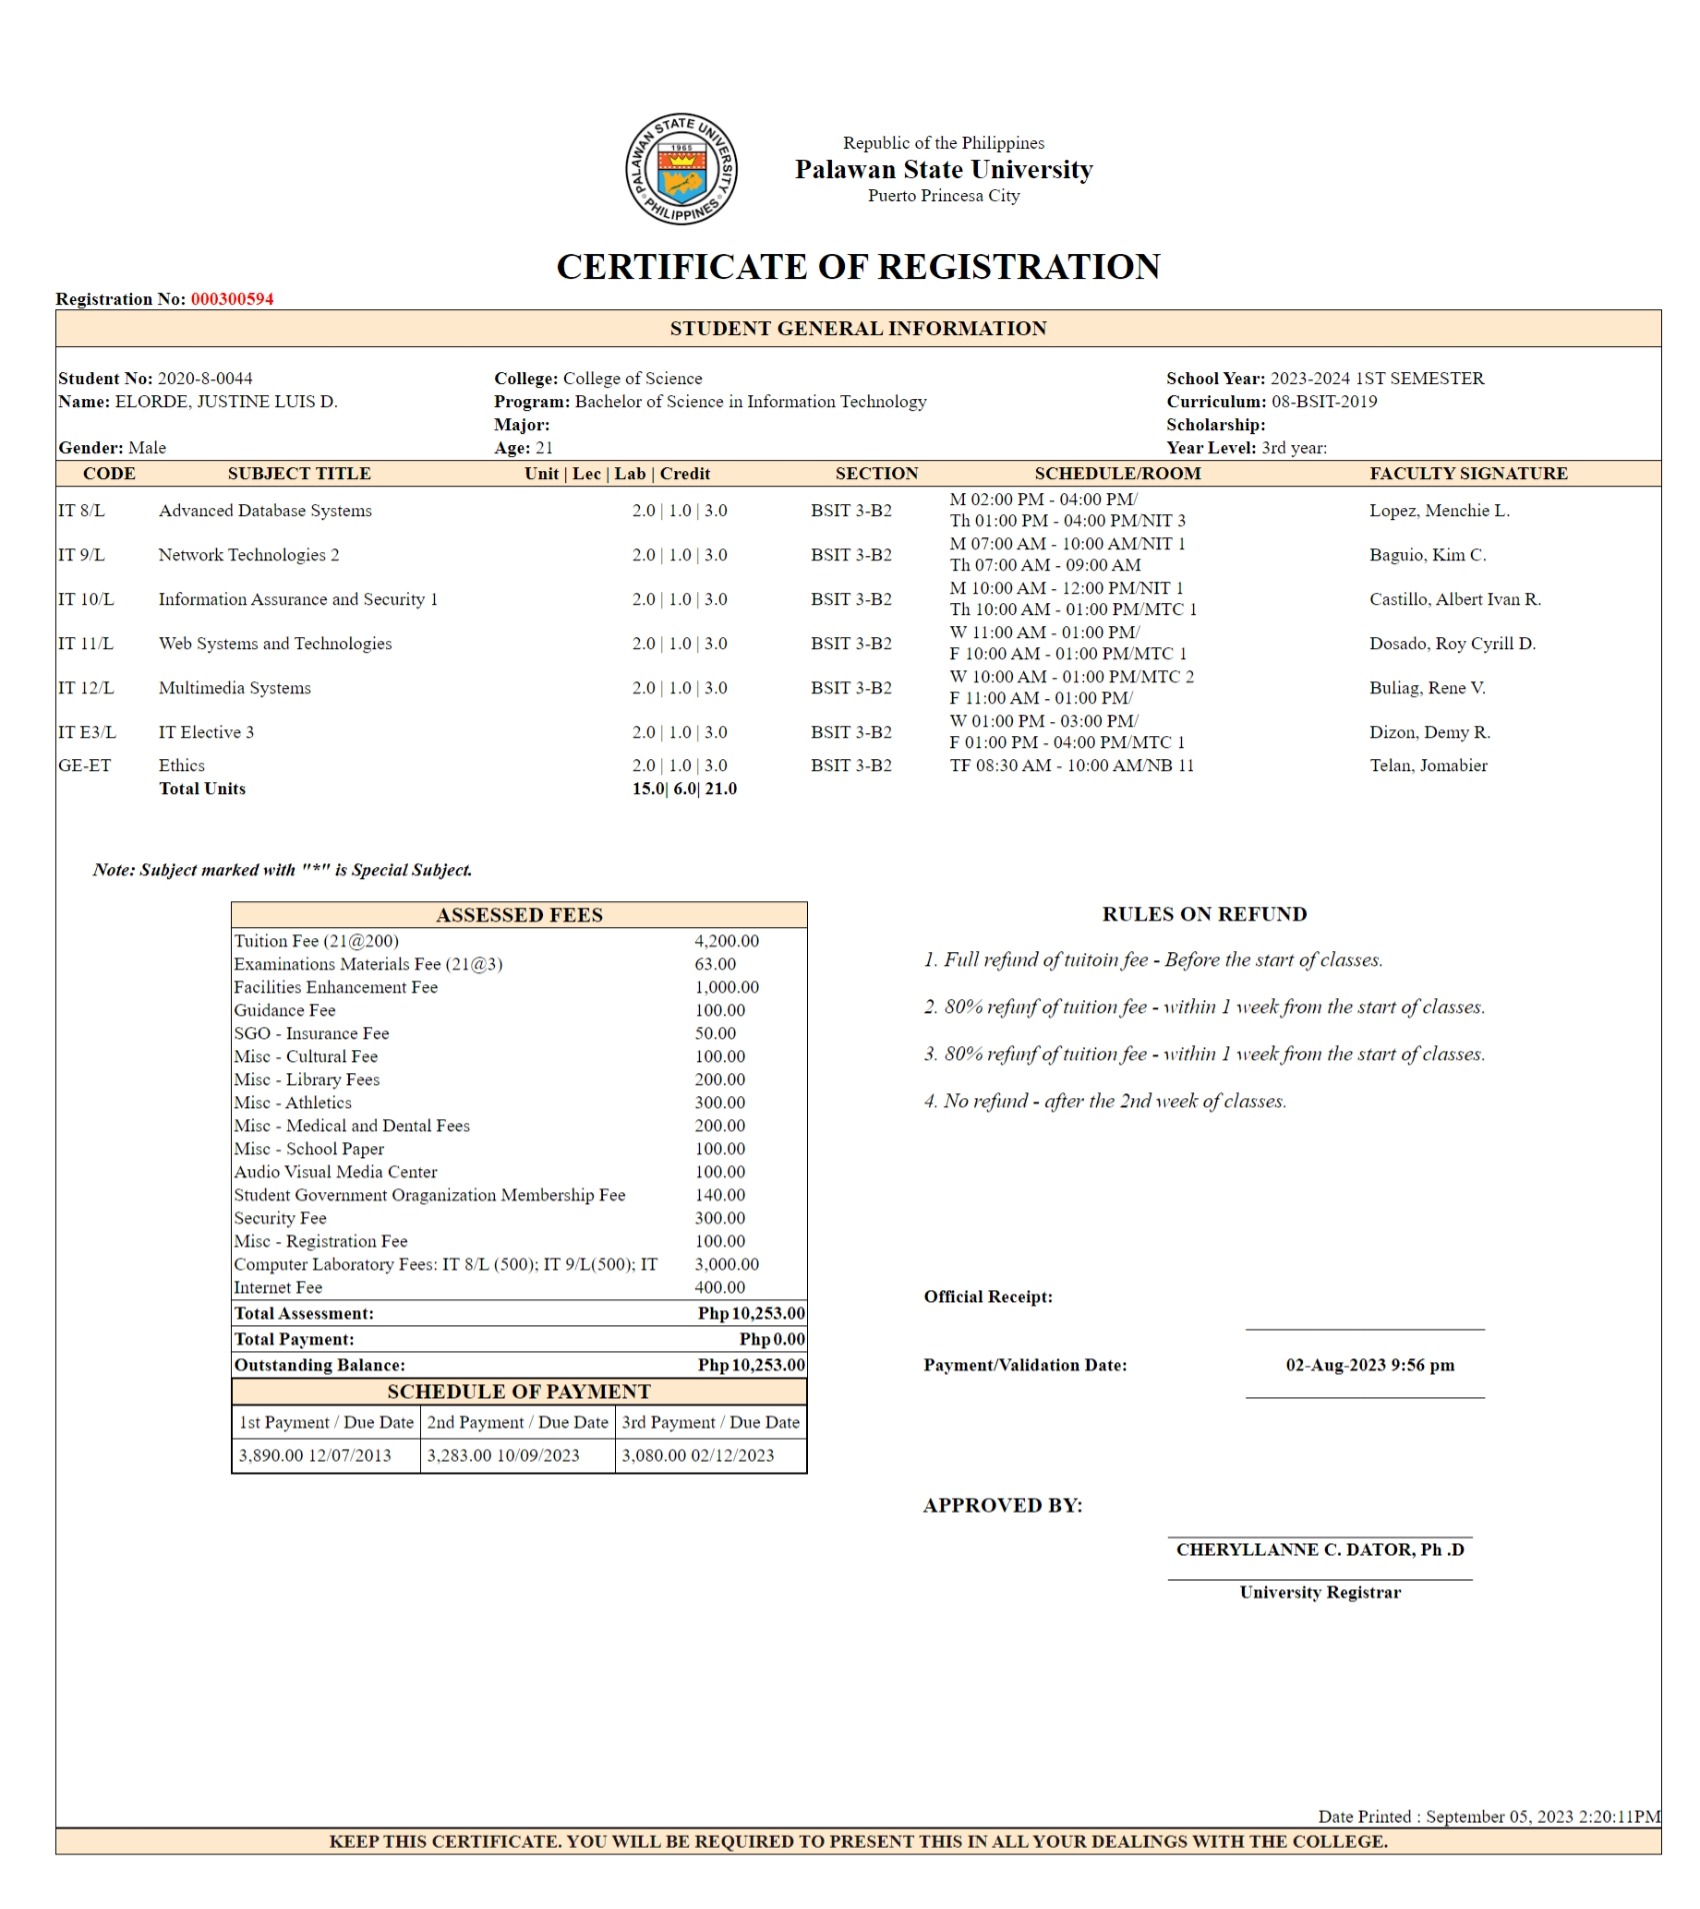 PALAWAN STATE UNIVERSITY
1965
PHILIPPINES
Republic of the Philippines
Palawan State University
Puerto Princesa City
CERTIFICATE OF REGISTRATION
Registration No: 000300594
STUDENT GENERAL INFORMATION
Student No: 2020-8-0044 College: College of Science School Year: 2023-2024 1ST SEMESTER
Name: ELORDE, JUSTINE LUIS D. Program: Bachelor of Science in Information Technology Curriculum: 08-BSIT-2019
Major: Scholarship:
Gender: Male Age: 21 Year Level: 3rd year:
CODE SUBJECT TITLE Unit | Lec | Lab | Credit SECTION SCHEDULE/ROOM FACULTY SIGNATURE
IT 8/L Advanced Database Systems 2.0 | 1.0 | 3.0 BSIT 3-B2 M 02:00 PM - 04:00 PM/ Lopez, Menchie L.
Th 01:00 PM - 04:00 PM/NIT 3
IT 9/L Network Technologies 2 2.0 | 1.0 | 3.0 BSIT 3-B2 M 07:00 AM - 10:00 AM/NIT 1 Baguio, Kim C.
Th 07:00 AM - 09:00 AM
IT 10/L Information Assurance and Security 1 2.0 | 1.0 | 3.0 BSIT 3-B2 M 10:00 AM - 12:00 PM/NIT 1 Castillo, Albert Ivan R.
Th 10:00 AM - 01:00 PM/MTC 1
IT 11/L Web Systems and Technologies 2.0 | 1.0 | 3.0 BSIT 3-B2 W 11:00 AM - 01:00 PM/ Dosado, Roy Cyrill D.
F 10:00 AM - 01:00 PM/MTC 1
IT 12/L Multimedia Systems 2.0 | 1.0 | 3.0 BSIT 3-B2 W 10:00 AM - 01:00 PM/MTC 2 Buliag, Rene V.
F 11:00 AM - 01:00 PM/
IT E3/L IT Elective 3 2.0 | 1.0 | 3.0 BSIT 3-B2 W 01:00 PM - 03:00 PM/ Dizon, Demy R.
F 01:00 PM - 04:00 PM/MTC 1
GE-ET Ethics 2.0 | 1.0 | 3.0 BSIT 3-B2 TF 08:30 AM - 10:00 AM/NB 11 Telan, Jomabier
Total Units 15.0| 6.0| 21.0
Note: Subject marked with "*" is Special Subject.
ASSESSED FEES
Tuition Fee (21@200) 4,200.00
Examinations Materials Fee (21@3) 63.00
Facilities Enhancement Fee 1,000.00
Guidance Fee 100.00
SGO - Insurance Fee 50.00
Misc - Cultural Fee 100.00
Misc - Library Fees 200.00
Misc - Athletics 300.00
Misc - Medical and Dental Fees 200.00
Misc - School Paper 100.00
Audio Visual Media Center 100.00
Student Government Oraganization Membership Fee 140.00
Security Fee 300.00
Misc - Registration Fee 100.00
Computer Laboratory Fees: IT 8/L (500); IT 9/L(500); IT 3,000.00
Internet Fee 400.00
Total Assessment: Php 10,253.00
Total Payment: Php 0.00
Outstanding Balance: Php 10,253.00
SCHEDULE OF PAYMENT
1st Payment / Due Date 2nd Payment / Due Date 3rd Payment / Due Date
3,890.00 12/07/2013 3,283.00 10/09/2023 3,080.00 02/12/2023
RULES ON REFUND
1. Full refund of tuitoin fee - Before the start of classes.
2. 80% refunf of tuition fee - within 1 week from the start of classes.
3. 80% refunf of tuition fee - within 1 week from the start of classes.
4. No refund - after the 2nd week of classes.
Official Receipt:
Payment/Validation Date: 02-Aug-2023 9:56 pm
APPROVED BY:
CHERYLLANNE C. DATOR, Ph .D
University Registrar
Date Printed : September 05, 2023 2:20:11PM
KEEP THIS CERTIFICATE. YOU WILL BE REQUIRED TO PRESENT THIS IN ALL YOUR DEALINGS WITH THE COLLEGE.